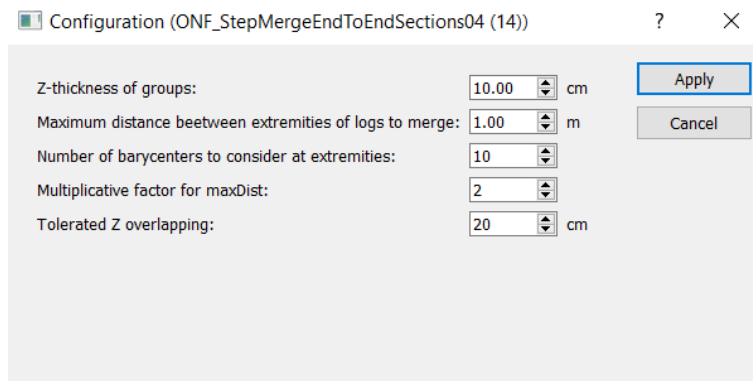 Configuration (ONF_StepMergeEndToEndSections04 (14)) ?
Z-thickness of groups: 10.00 cm Apply
Maximum distance beetween extremities of logs to merge: 1.00 m Cancel
Number of barycenters to consider at extremities: 10
Multiplicative factor for maxDist: 2
Tolerated Z overlapping: 20 cm